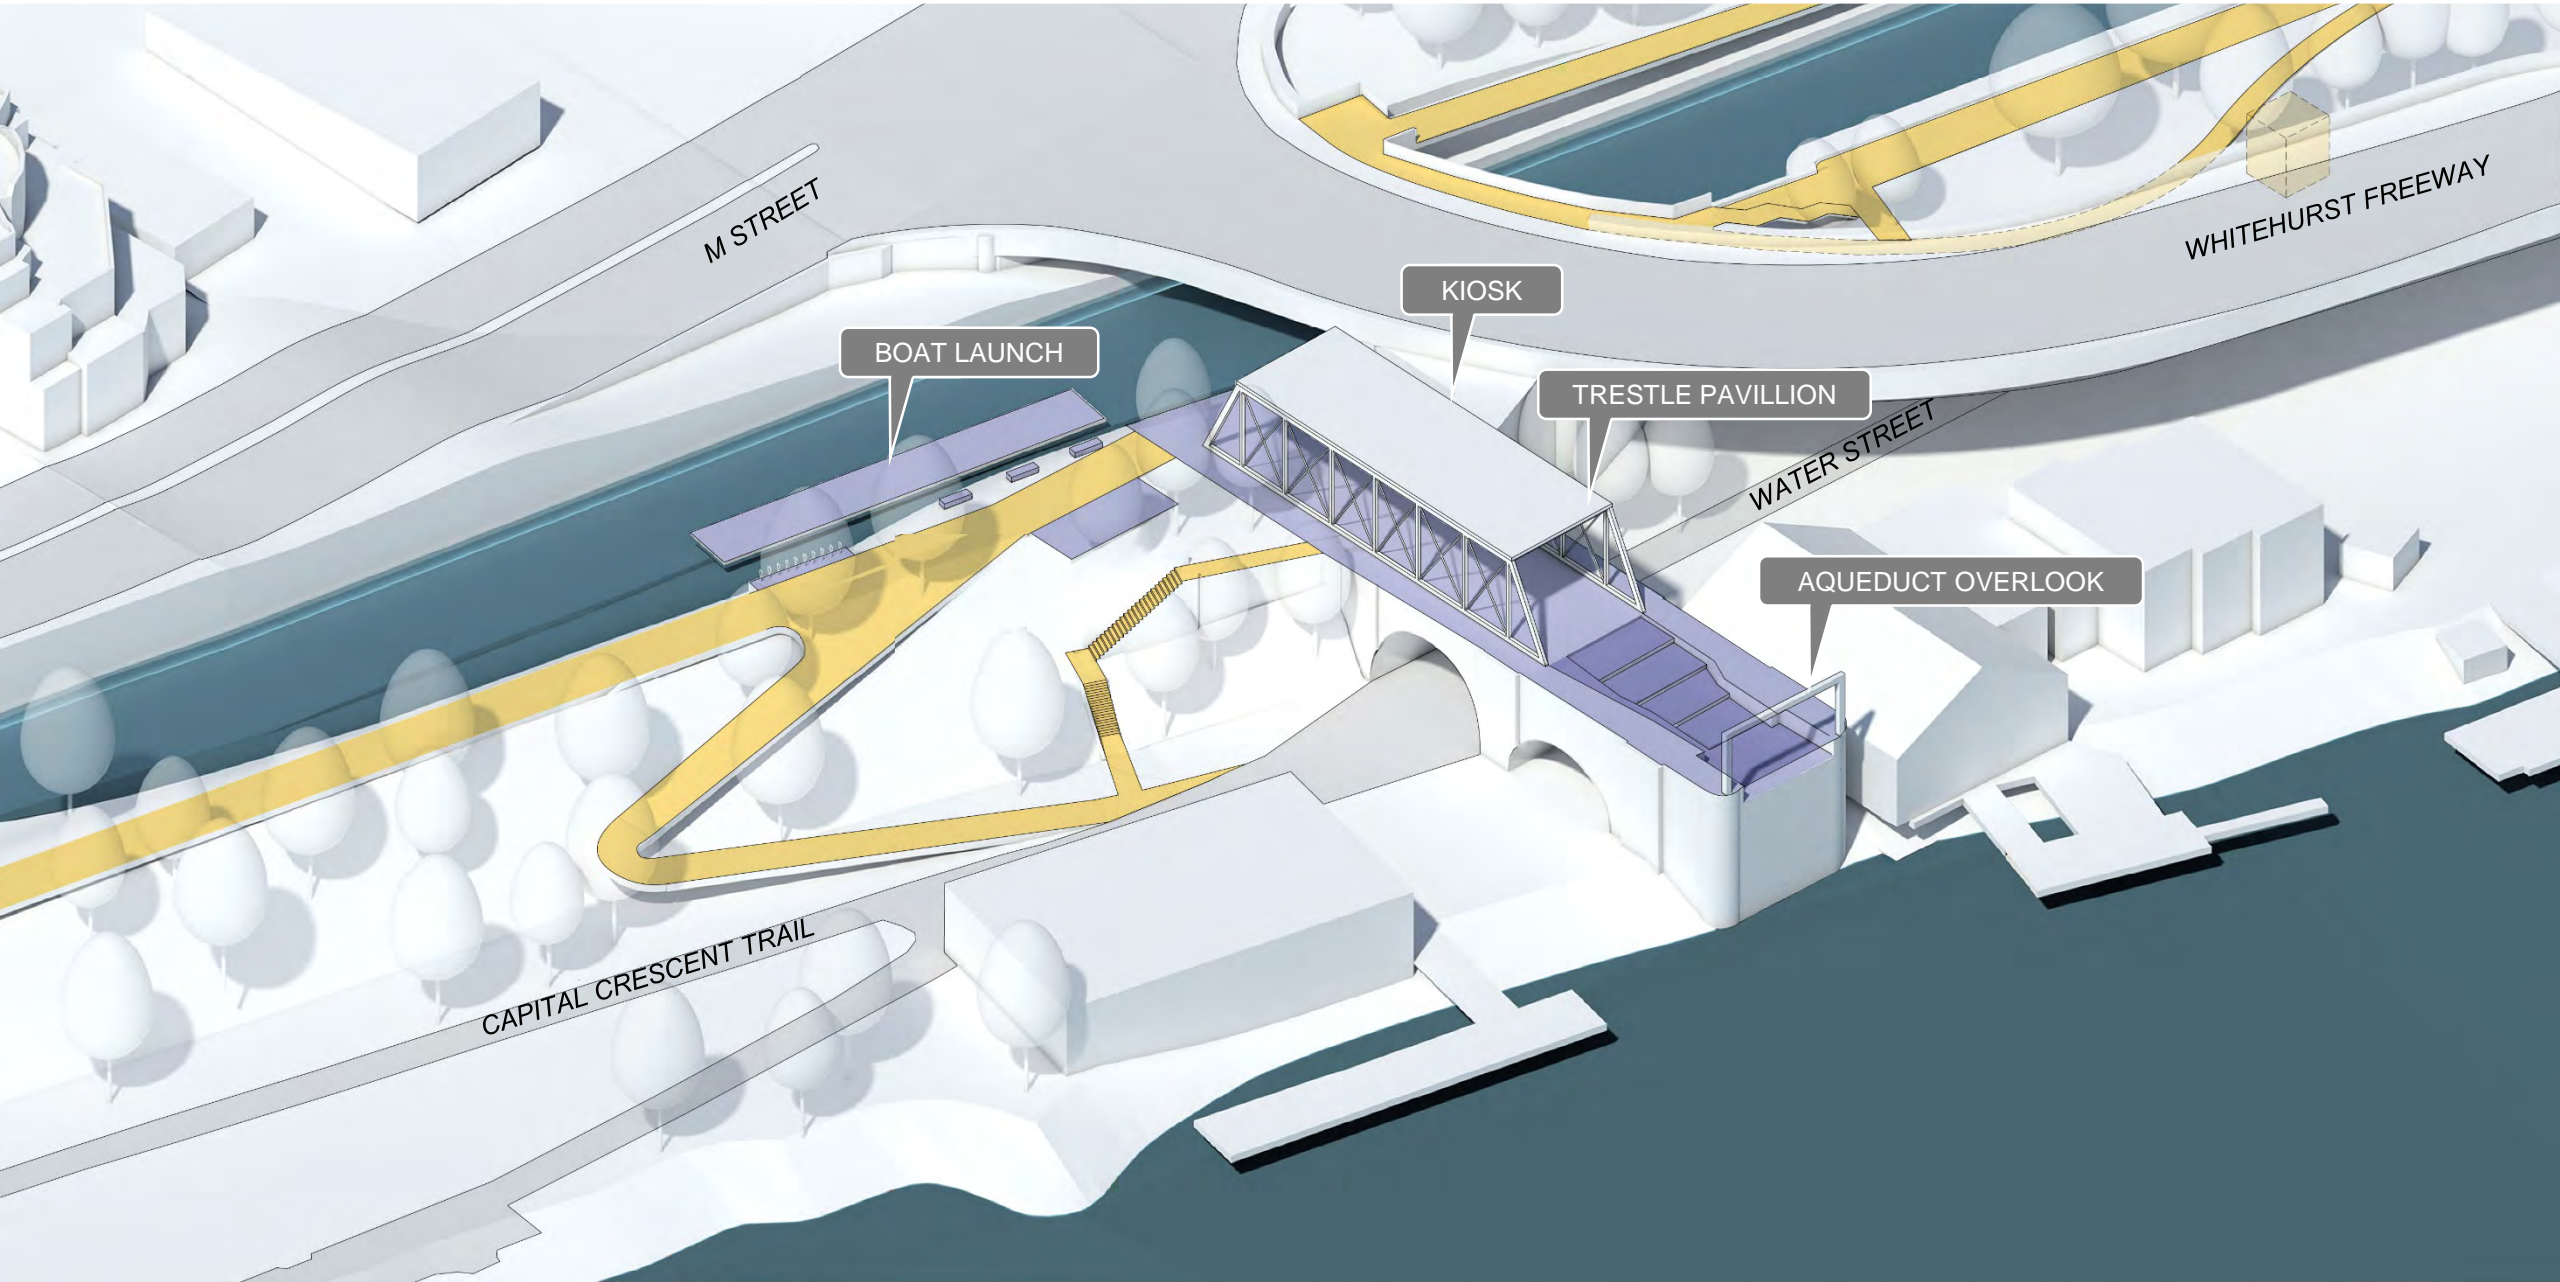 M STREET
WHITEHURST FREEWAY
KIOSK
BOAT LAUNCH
TRESTLE PAVILLION
WATER STREET
AQUEDUCT OVERLOOK
CAPITAL CRESCENT TRAIL